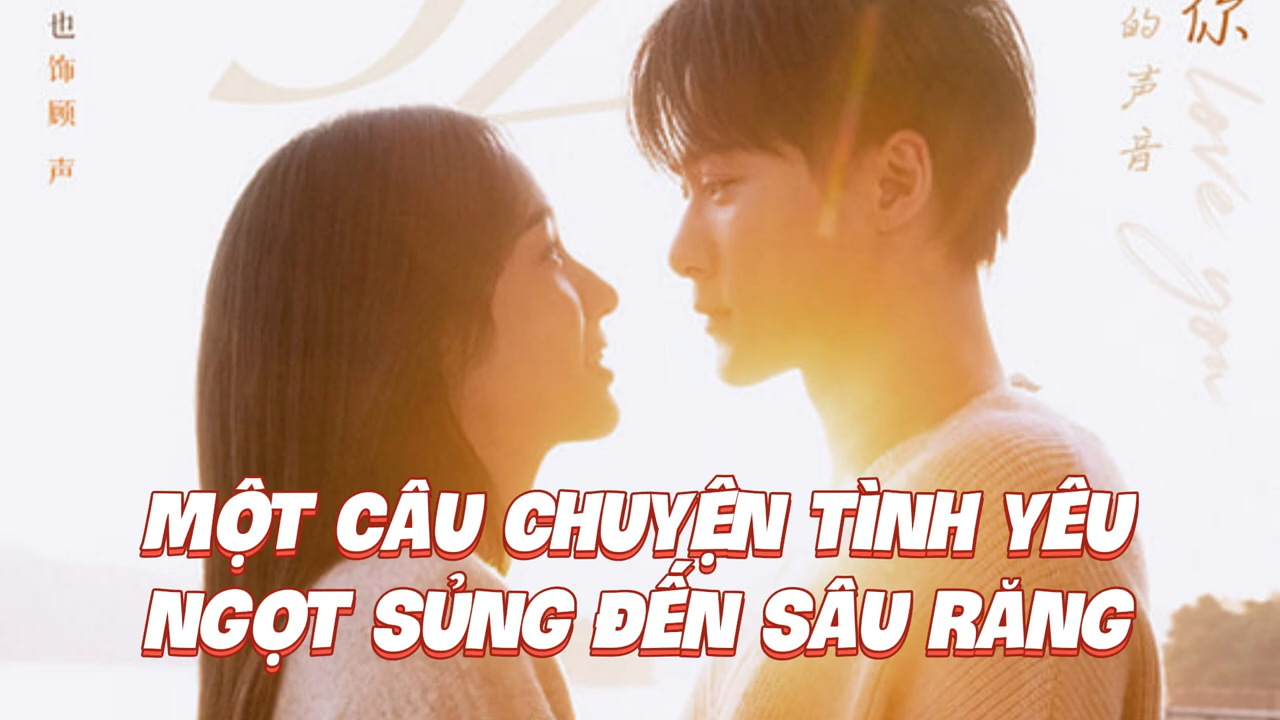 也饰顾声
你
的声音
love you
MỘT CÂU CHUYỆN TÌNH YÊU
NGỌT SỦNG ĐẾN SÂU RĂNG